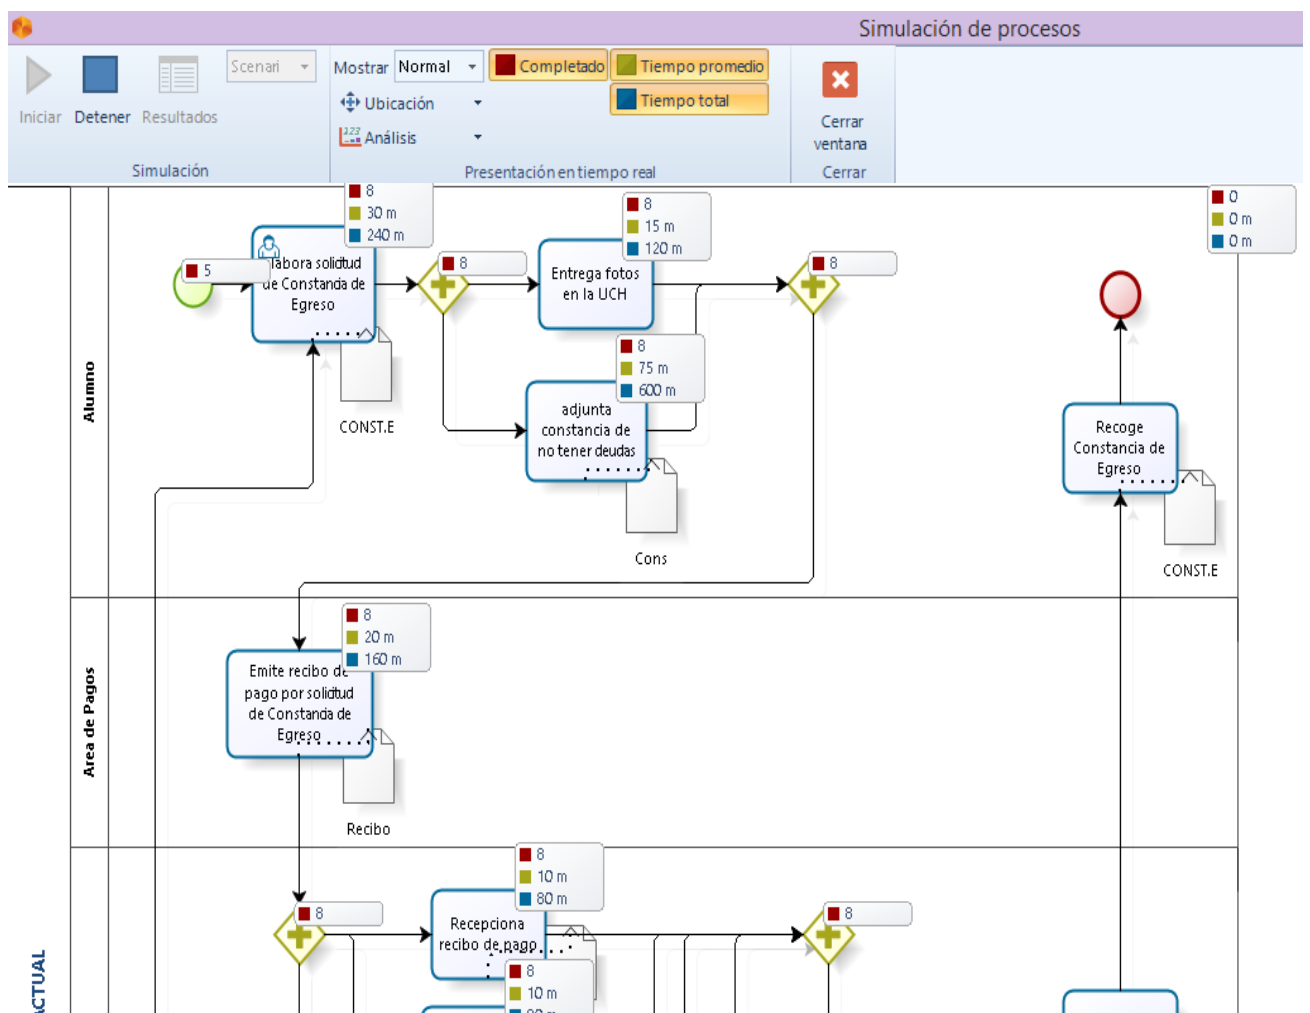 Simulación de procesos
Iniciar
Detener
Resultados
Scenari
Simulación
Mostrar
Normal
Ubicación
Análisis
Completado
Tiempo promedio
Tiempo total
Presentación en tiempo real
Cerrar
ventana
Cerrar
8
30 m
240 m
8
15 m
120 m
0
0 m
0 m
5
labora solicitud
de Constancia de
Egreso
8
Entrega fotos
en la UCH
8
CONST.E
8
75 m
600 m
adjunta
constancia de
no tener deudas
Cons
Recoge
Constancia de
Egreso
CONST.E
Alumno
8
20 m
160 m
Emite recibo de
pago por solicitud
de Constancia de
Egreso
Recibo
Area de Pagos
8
10 m
80 m
8
Recepciona
recibo de pago
8
8
10 m
CTUAL